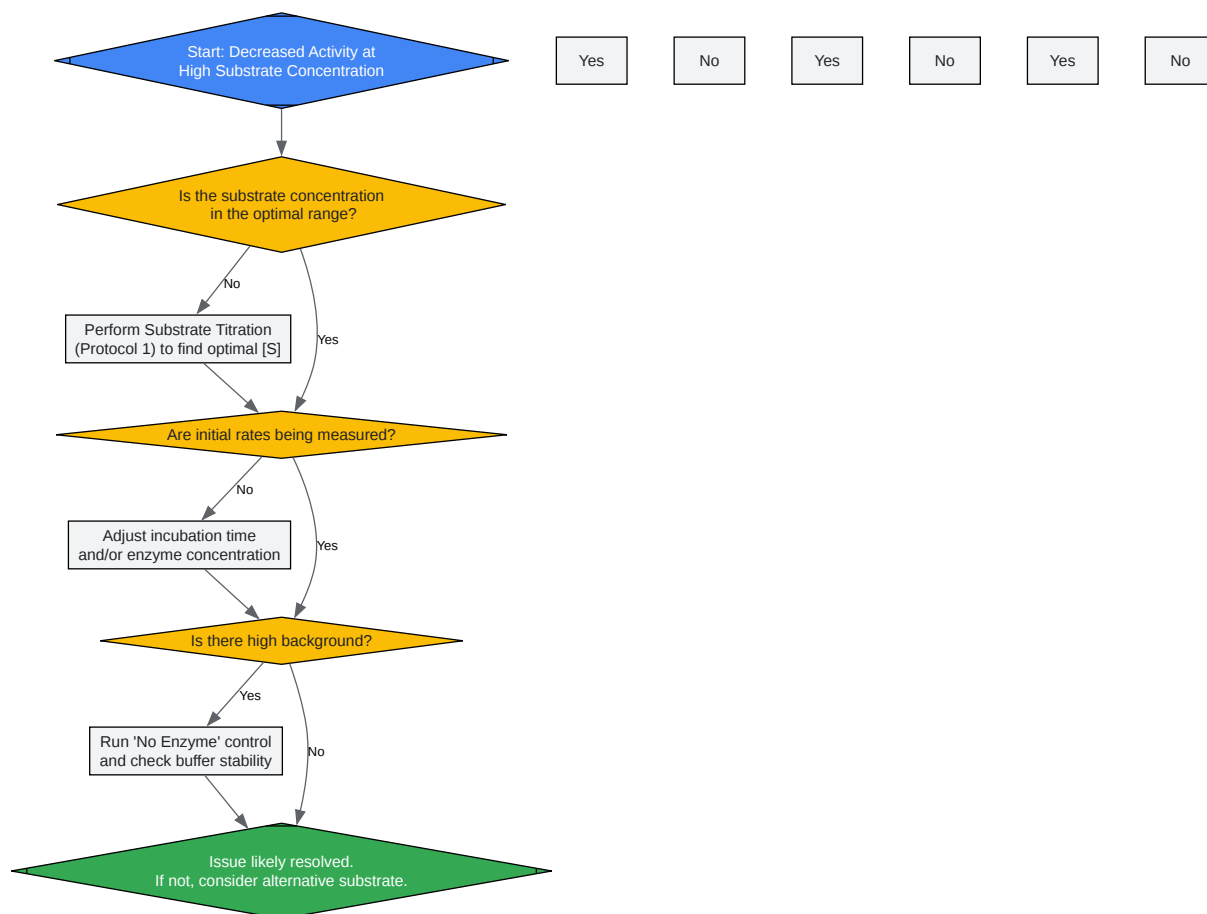 Start: Decreased Activity at
High Substrate Concentration
Yes
No
Yes
No
Yes
No
Is the substrate concentration
in the optimal range?
No
Perform Substrate Titration
(Protocol 1) to find optimal [S]
Yes
Are initial rates being measured?
No
Adjust incubation time
and/or enzyme concentration
Yes
Is there high background?
Yes
Run 'No Enzyme' control
and check buffer stability
No
Issue likely resolved.
If not, consider alternative substrate.